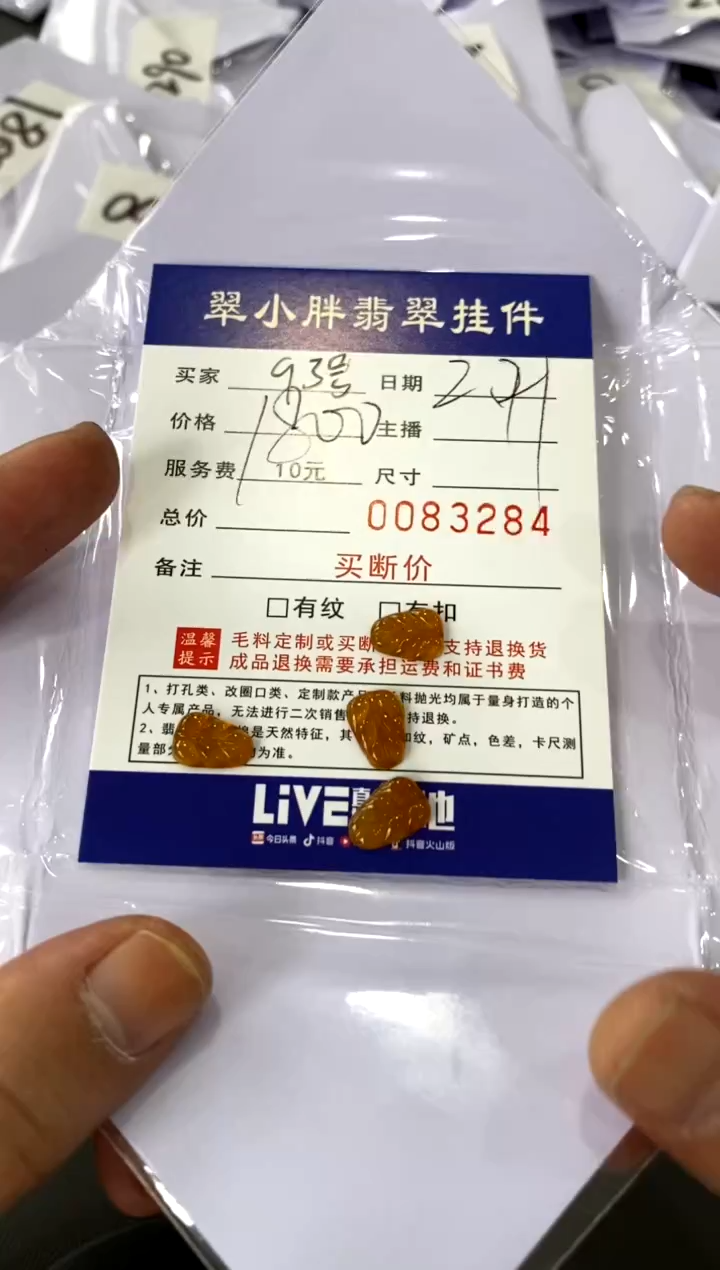 翠小胖翡翠挂件
买家 93号 日期
价格 1800 主播
服务费 10元 尺寸
总价 0083284
备注 买断价
□有纹 □有扣
温馨提示
毛料定制或买断 支持退换货
成品退换需要承担运费和证书费
1、打孔类、改圈口类、定制款产 料抛光均属于量身打造的个
人专属产品，无法进行二次销售 持退换。
2、翡 是天然特征，其 如纹，矿点，色差，卡尺测
量部 为准。
LiVE 地
今日头条 抖音 抖音火山版